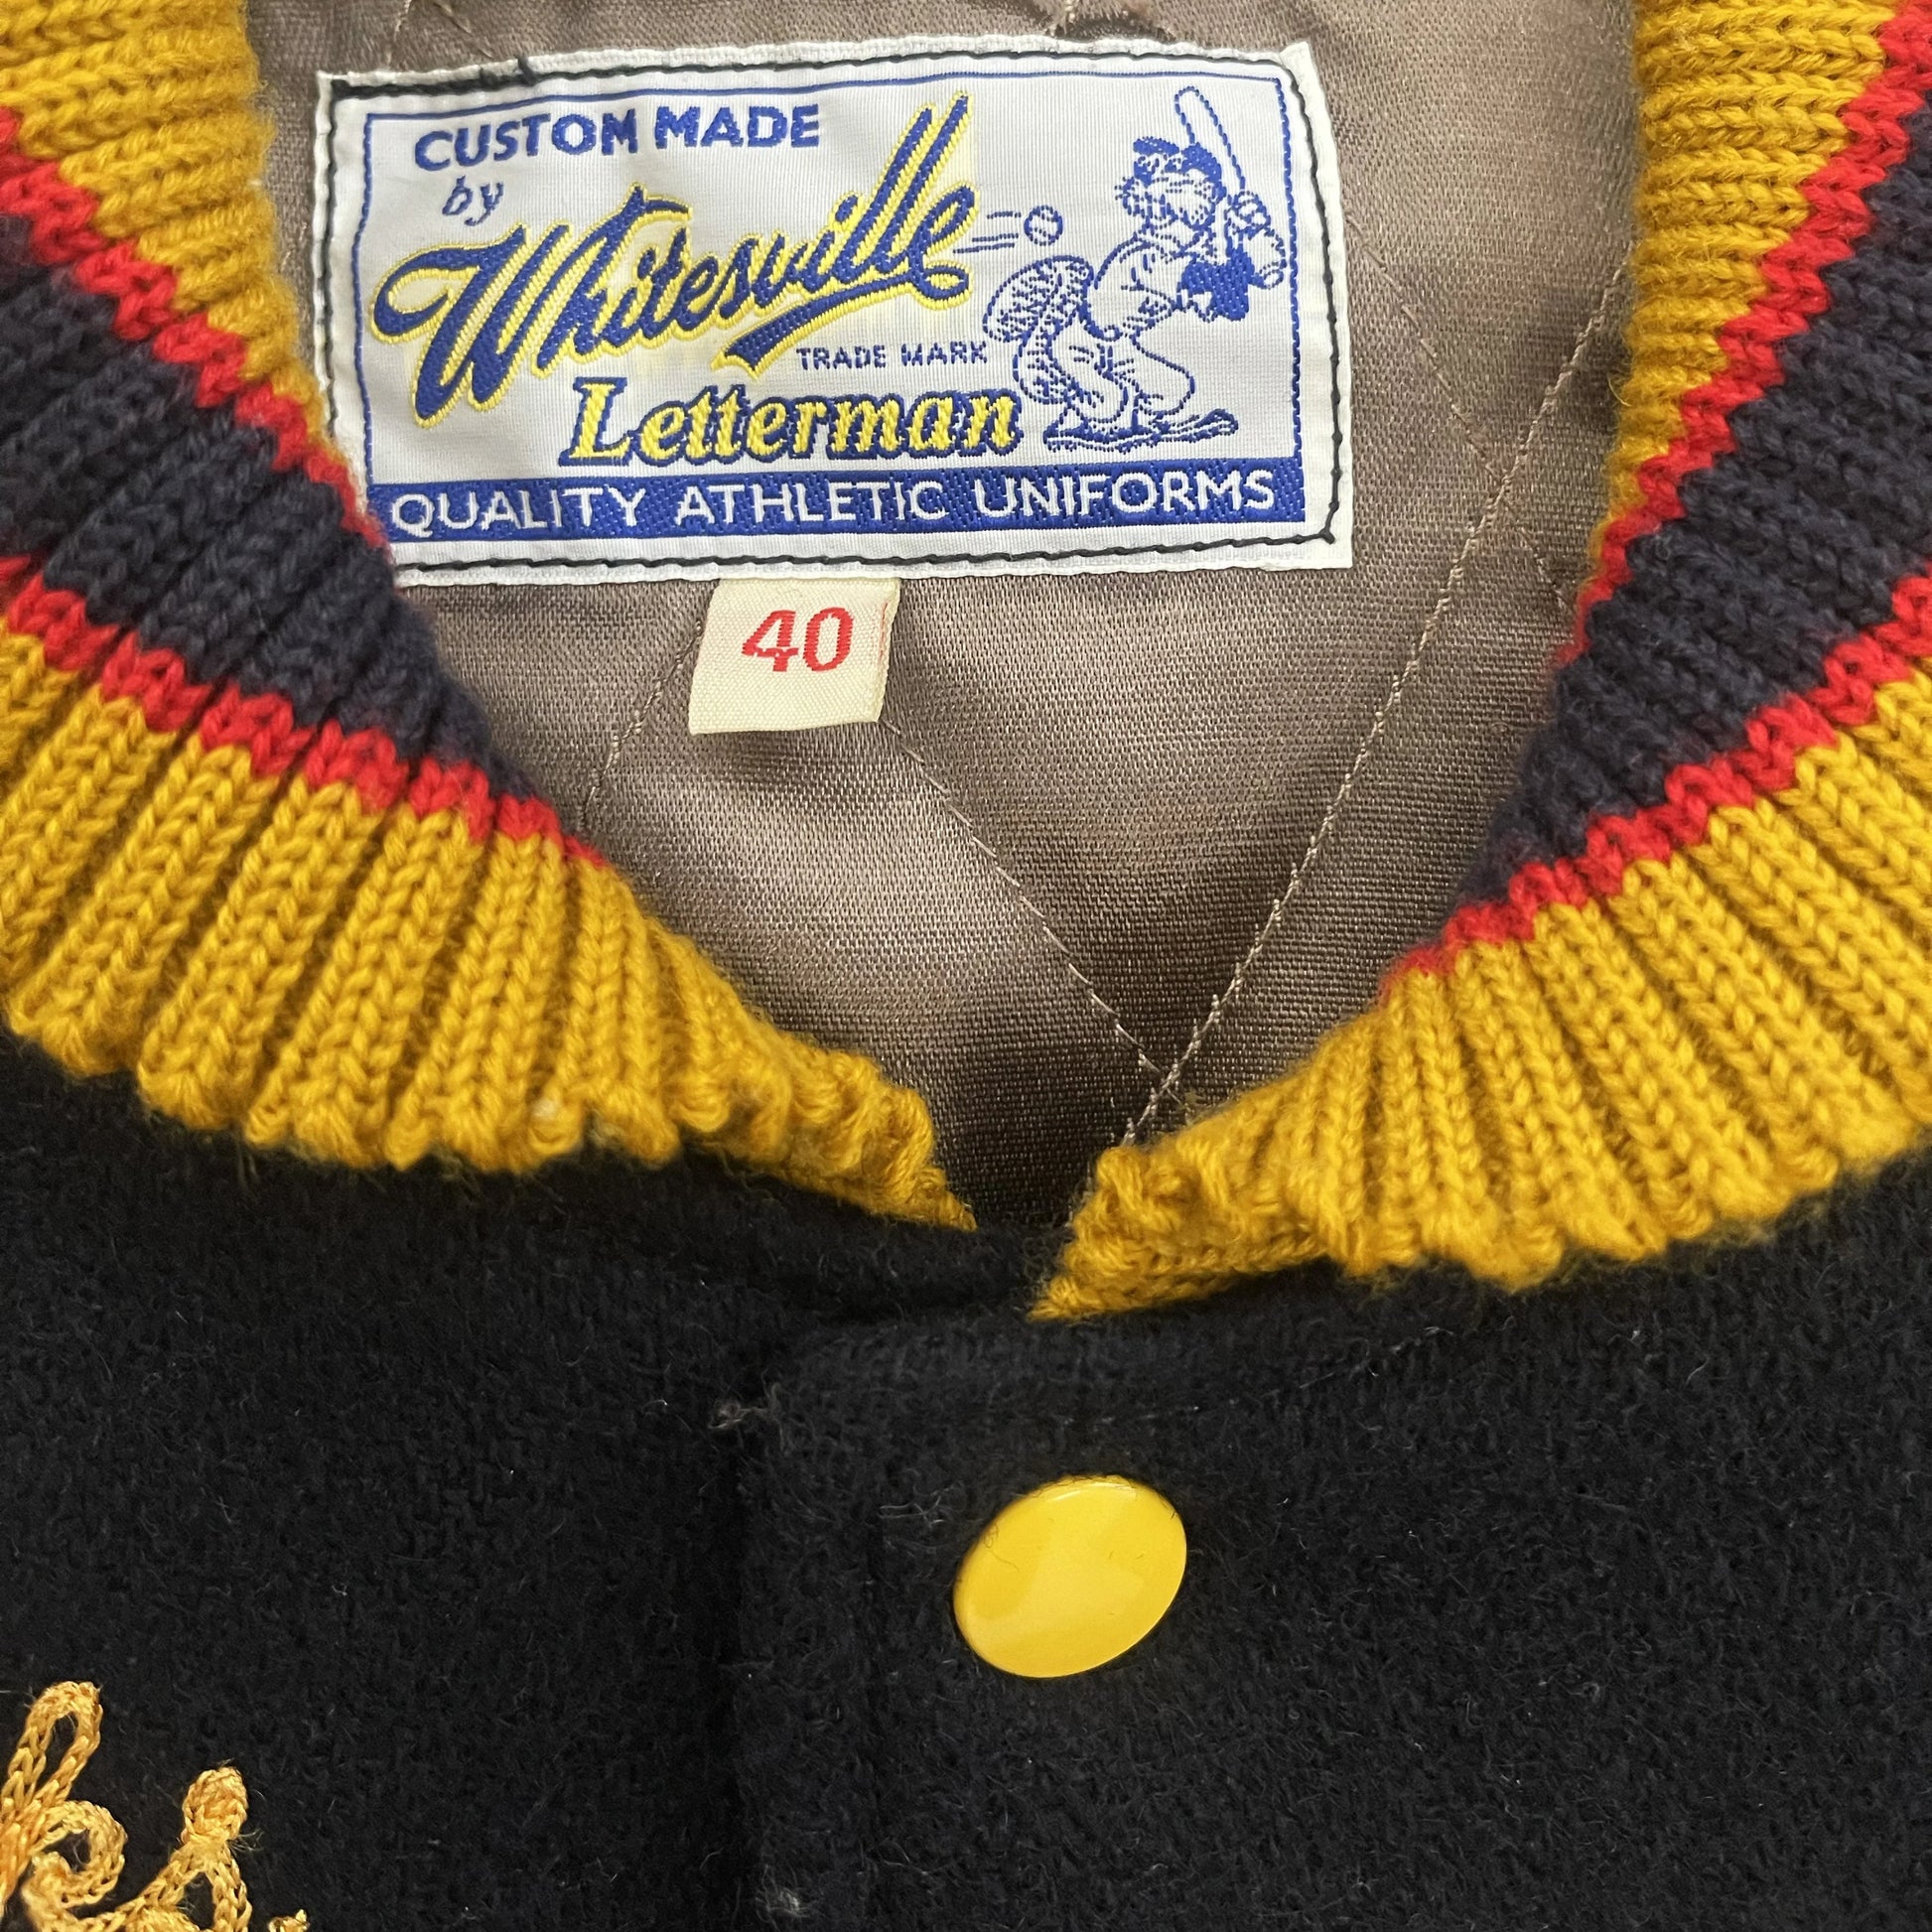 CUSTOM MADE
by
Whitesville
TRADE MARK
Letterman
QUALITY ATHLETIC UNIFORMS
40